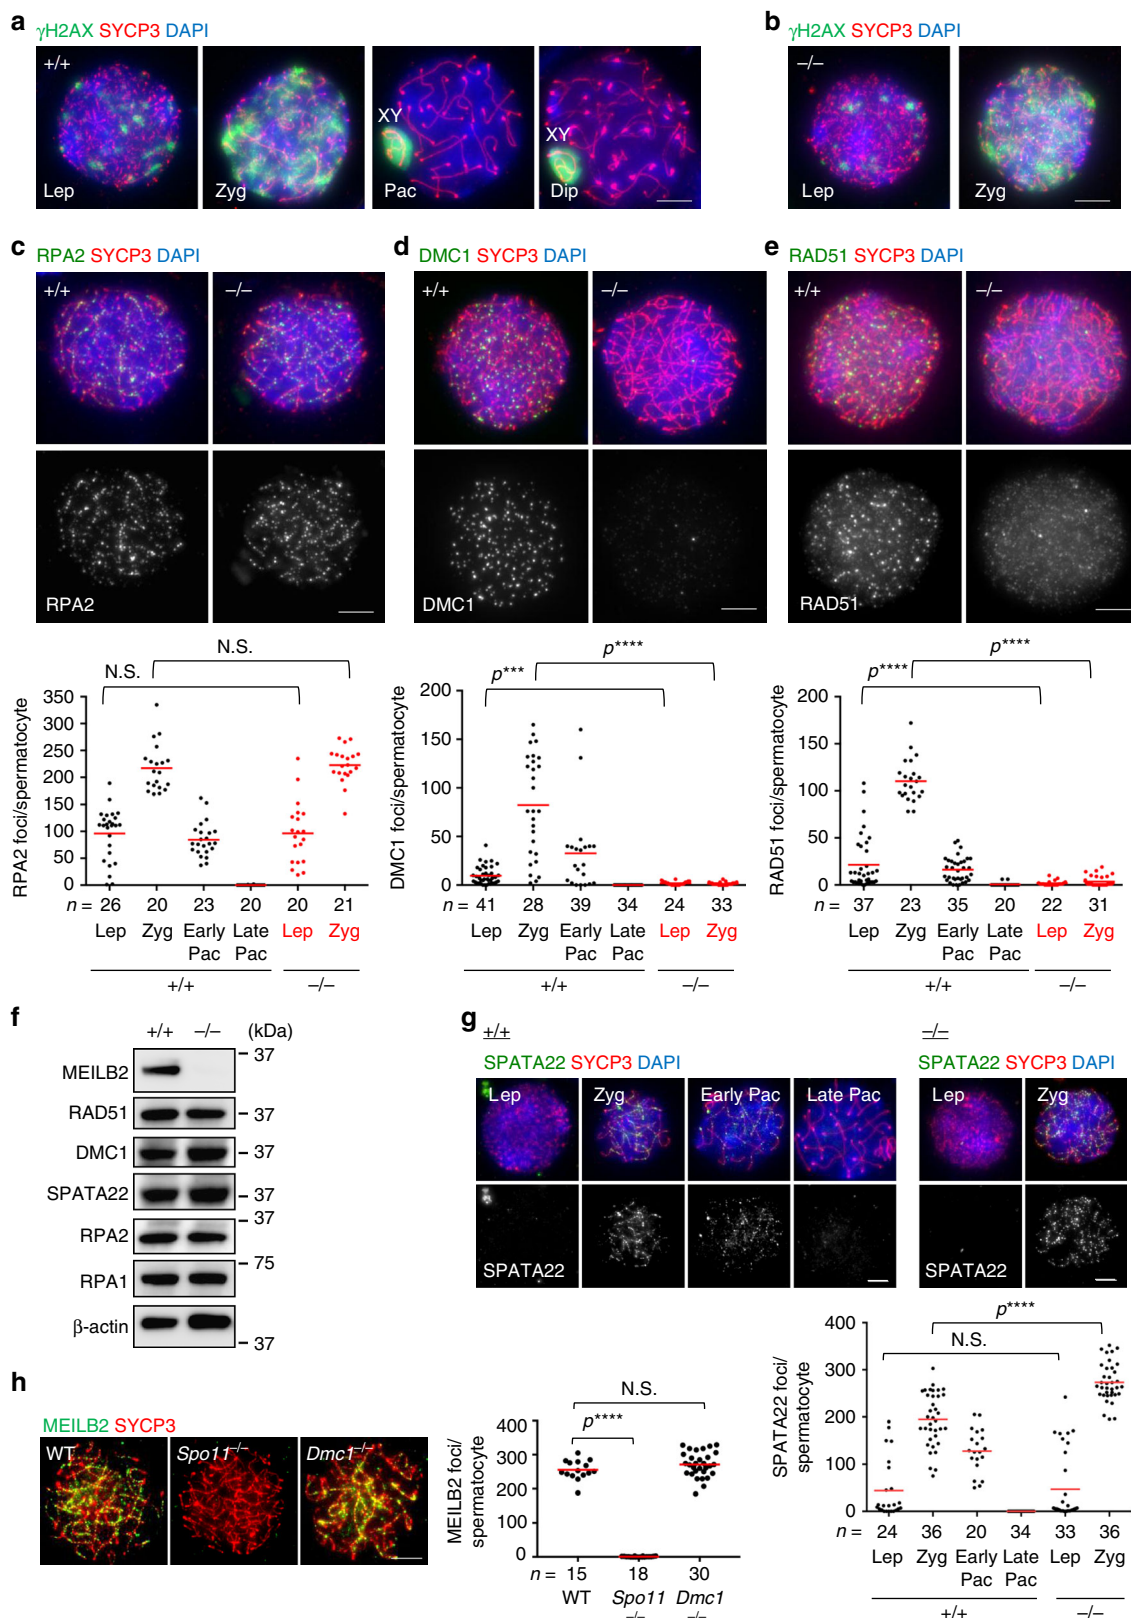 a
γH2AX SYCP3 DAPI
+/+
Lep
Zyg
XY
Pac
XY
Dip
b
γH2AX SYCP3 DAPI
–/–
Lep
Zyg
c
RPA2 SYCP3 DAPI
+/+
–/–
RPA2
N.S.
N.S.
RPA2 foci/spermatocyte
350
300
250
200
150
100
50
0
n = 26 20 23 20 20 21
Lep Zyg Early Pac Late Pac Lep Zyg
+/+ –/–
d
DMC1 SYCP3 DAPI
+/+
–/–
DMC1
p****
p***
DMC1 foci/spermatocyte
200
150
100
50
0
n = 41 28 39 34 24 33
Lep Zyg Early Pac Late Pac Lep Zyg
+/+ –/–
e
RAD51 SYCP3 DAPI
+/+
–/–
RAD51
p****
p****
RAD51 foci/spermatocyte
200
150
100
50
0
n = 37 23 35 20 22 31
Lep Zyg Early Pac Late Pac Lep Zyg
+/+ –/–
f
+/+ –/– (kDa)
MEILB2
37
RAD51
37
DMC1
37
SPATA22
37
RPA2
37
RPA1
75
β-actin
37
g
+/+
SPATA22 SYCP3 DAPI
Lep
Zyg
Early Pac
Late Pac
SPATA22
–/–
SPATA22 SYCP3 DAPI
Lep
Zyg
SPATA22
p****
N.S.
SPATA22 foci/
spermatocyte
400
300
200
100
0
n =
24 36 20 34 33 36
Lep Zyg Early Pac Late Pac Lep Zyg
+/+ –/–
h
MEILB2 SYCP3
WT
Spo11–/–
Dmc1–/–
N.S.
p****
MEILB2 foci/
spermatocyte
400
300
200
100
0
n = 15 18 30
WT Spo11 –/– Dmc1 –/–